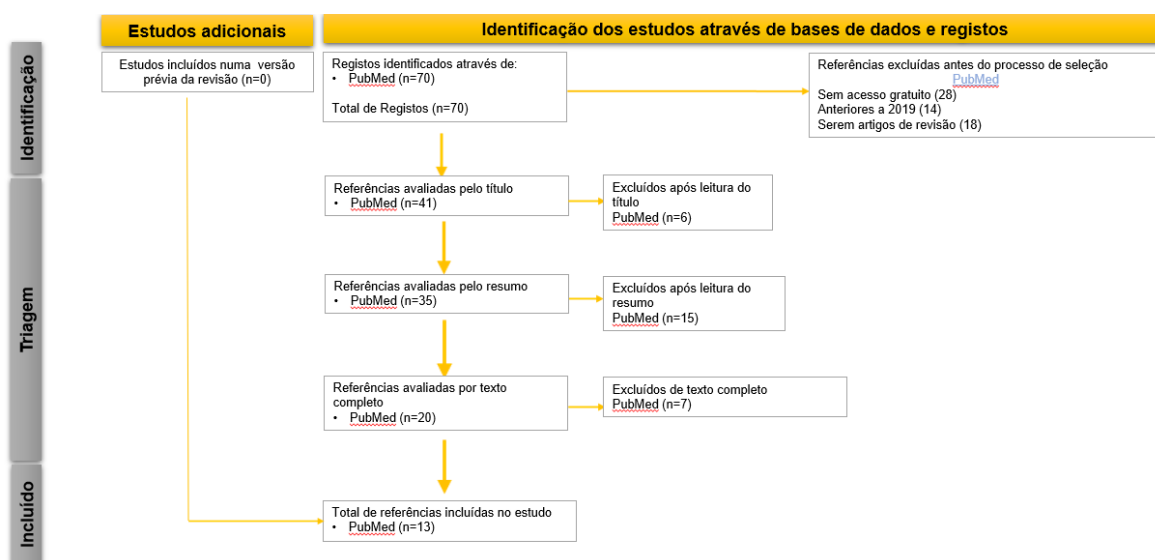 Estudos adicionais
Identificação dos estudos através de bases de dados e registos
Identificação
Estudos incluídos numa versão
prévia da revisão (n=0)
Registos identificados através de:
• PubMed (n=70)
Total de Registos (n=70)
Referências excluídas antes do processo de seleção
PubMed
Sem acesso gratuito (28)
Anteriores a 2019 (14)
Serem artigos de revisão (18)
Triagem
Referências avaliadas pelo título
• PubMed (n=41)
Excluídos após leitura do
título
PubMed (n=6)
Referências avaliadas pelo resumo
• PubMed (n=35)
Excluídos após leitura do
resumo
PubMed (n=15)
Referências avaliadas por texto
completo
• PubMed (n=20)
Excluídos de texto completo
PubMed (n=7)
Incluído
Total de referências incluídas no estudo
• PubMed (n=13)